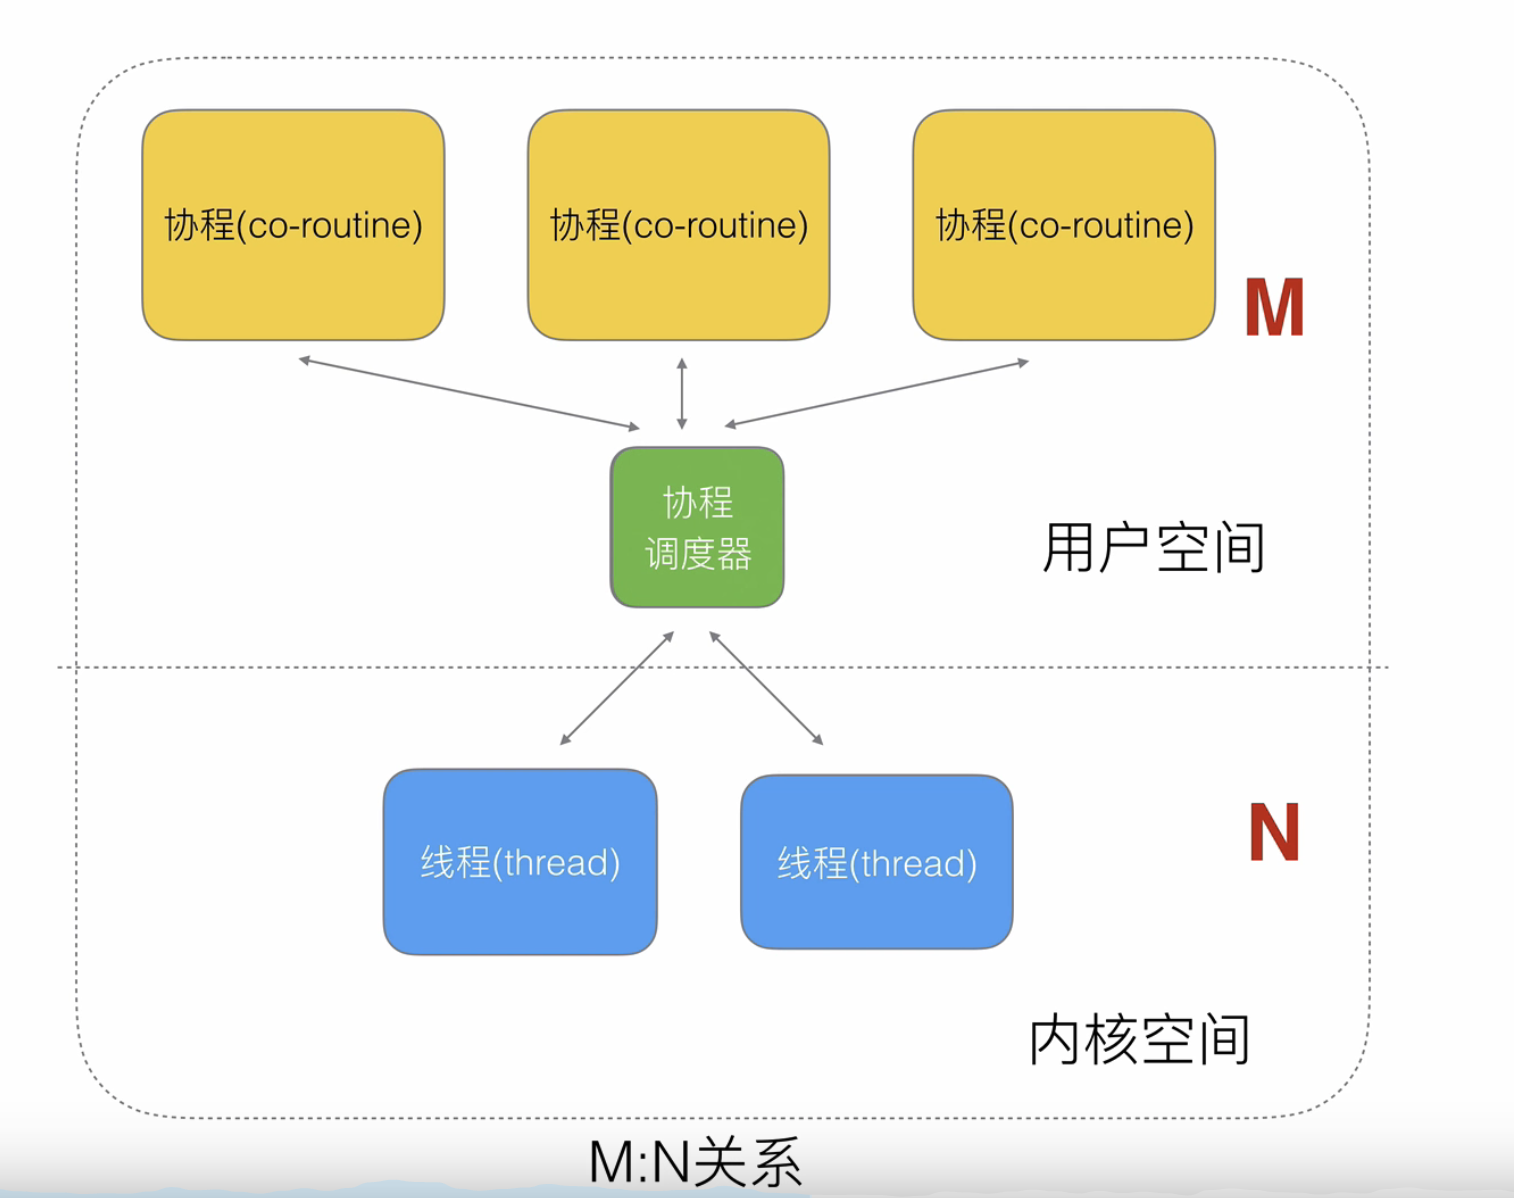 协程(co-routine)
协程(co-routine)
协程(co-routine)
M
协程
调度器
用户空间
线程(thread)
线程(thread)
N
内核空间
M:N关系